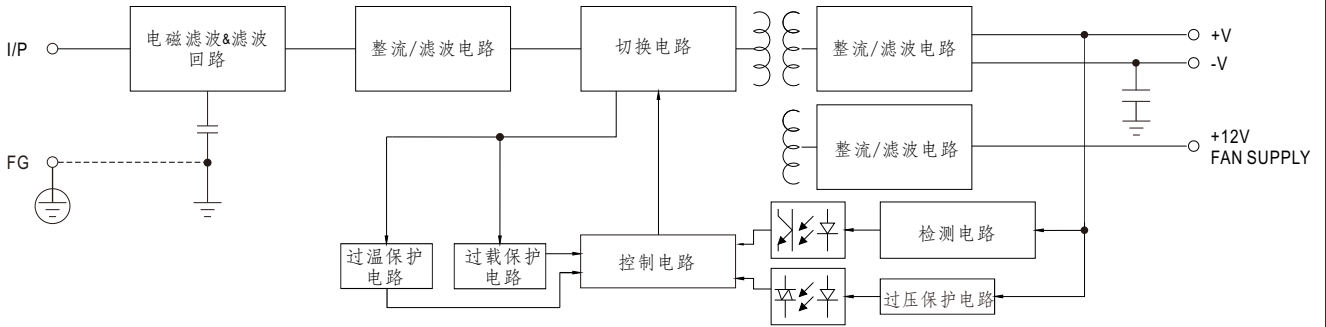 I/P
电磁滤波&滤波
回路
整流/滤波电路
切换电路
整流/滤波电路
+V
-V
整流/滤波电路
+12V
FAN SUPPLY
FG
过温保护
电路
过载保护
电路
控制电路
检测电路
过压保护电路